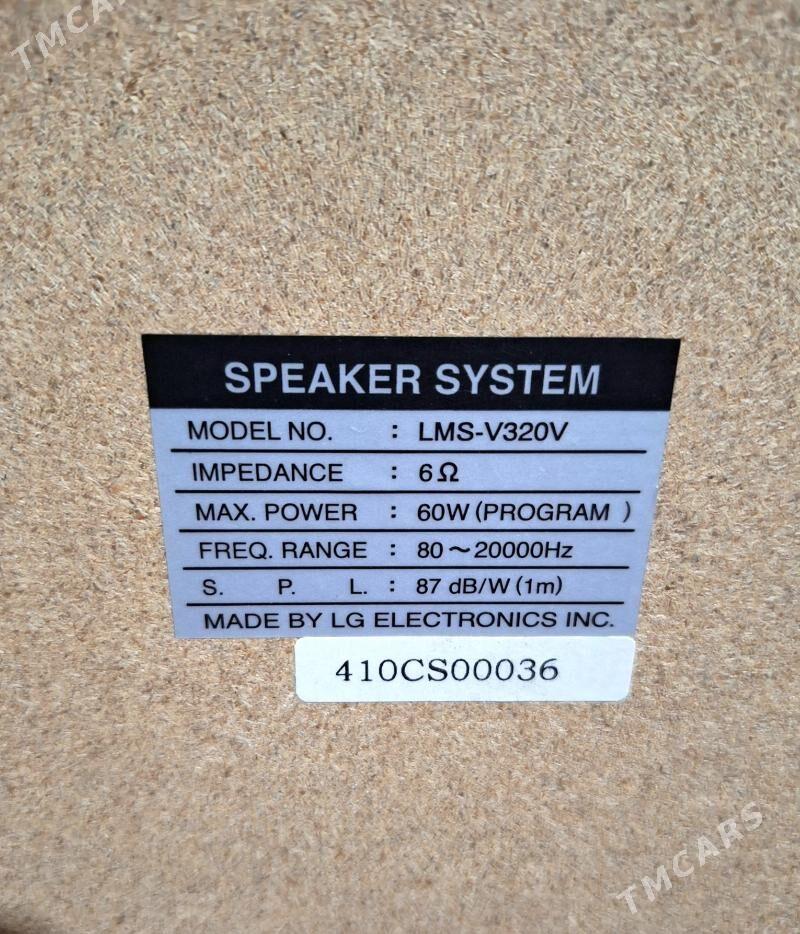 TMCARS
SPEAKER SYSTEM
MODEL NO. : LMS-V320V
IMPEDANCE : 6Ω
MAX. POWER : 60W (PROGRAM )
FREQ. RANGE : 80~20000Hz
S. P. L. : 87 dB/W (1m)
MADE BY LG ELECTRONICS INC.
410CS00036
TMCARS